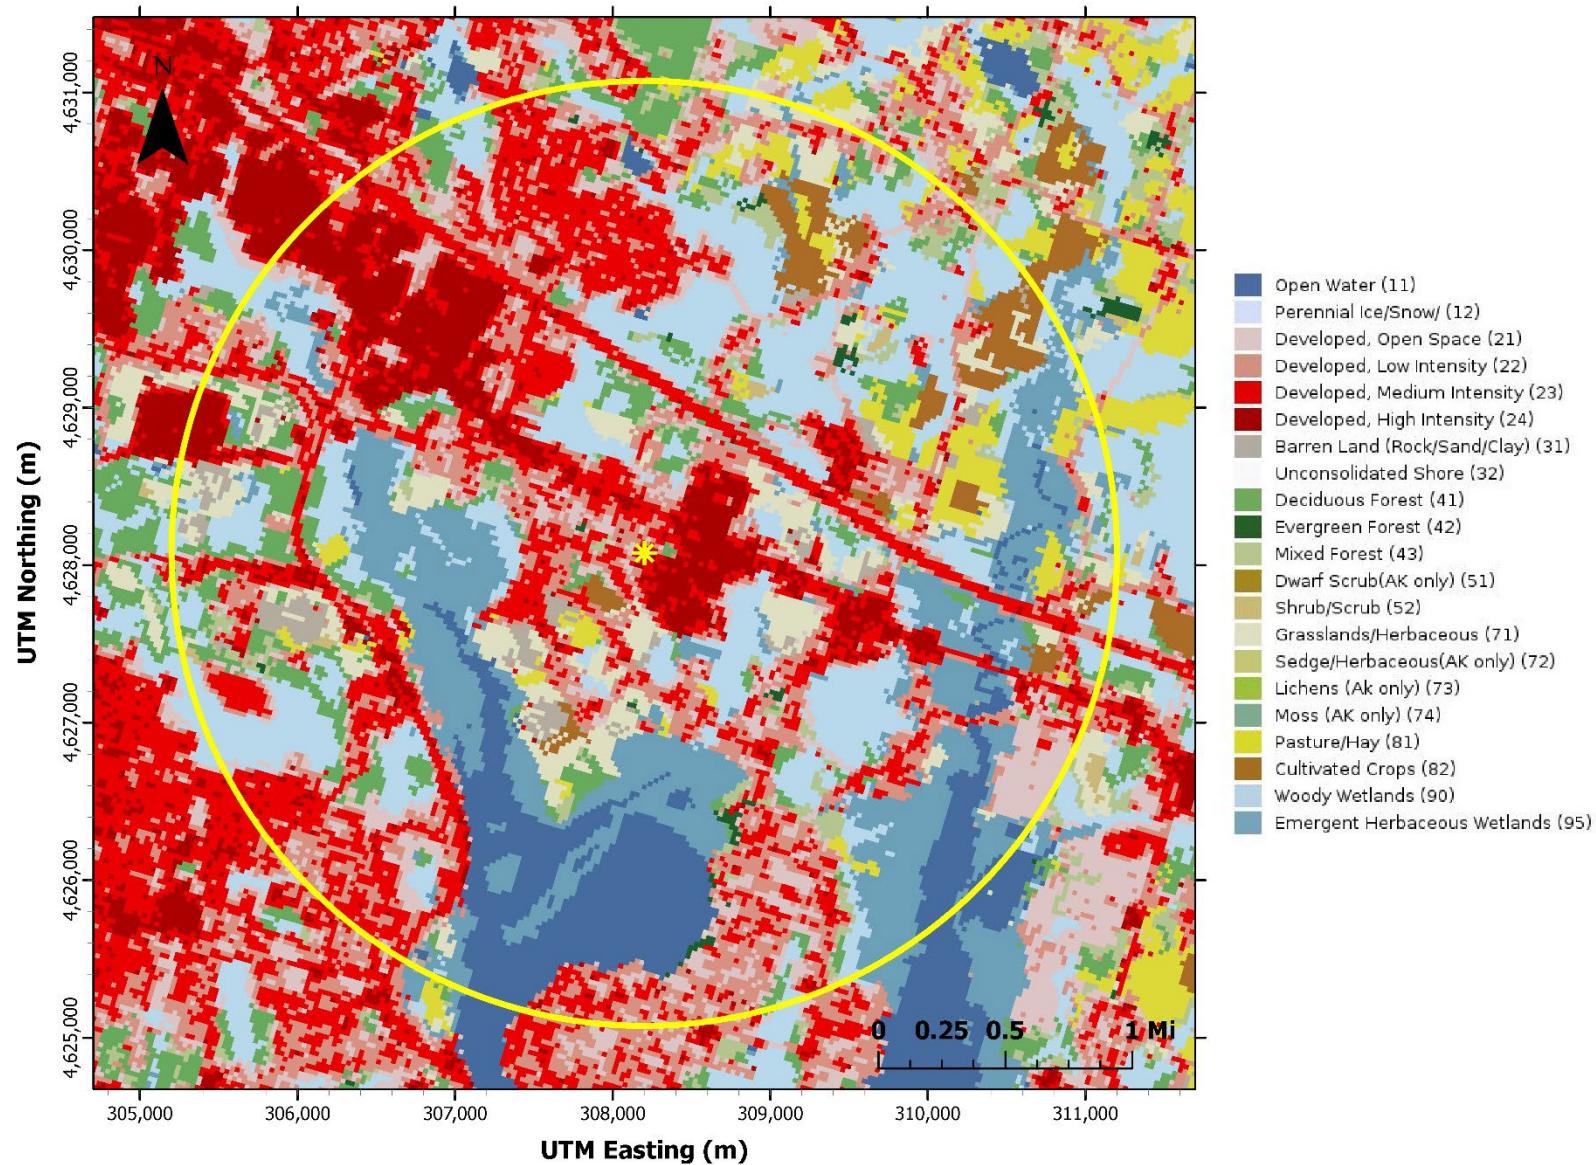 N
4,631,000
4,630,000
4,629,000
4,628,000
4,627,000
4,626,000
4,625,000
UTM Northing (m)
0 0.25 0.5 1 Mi
305,000 306,000 307,000 308,000 309,000 310,000 311,000
UTM Easting (m)
Open Water (11)
Perennial Ice/Snow/ (12)
Developed, Open Space (21)
Developed, Low Intensity (22)
Developed, Medium Intensity (23)
Developed, High Intensity (24)
Barren Land (Rock/Sand/Clay) (31)
Unconsolidated Shore (32)
Deciduous Forest (41)
Evergreen Forest (42)
Mixed Forest (43)
Dwarf Scrub(AK only) (51)
Shrub/Scrub (52)
Grasslands/Herbaceous (71)
Sedge/Herbaceous(AK only) (72)
Lichens (Ak only) (73)
Moss (AK only) (74)
Pasture/Hay (81)
Cultivated Crops (82)
Woody Wetlands (90)
Emergent Herbaceous Wetlands (95)